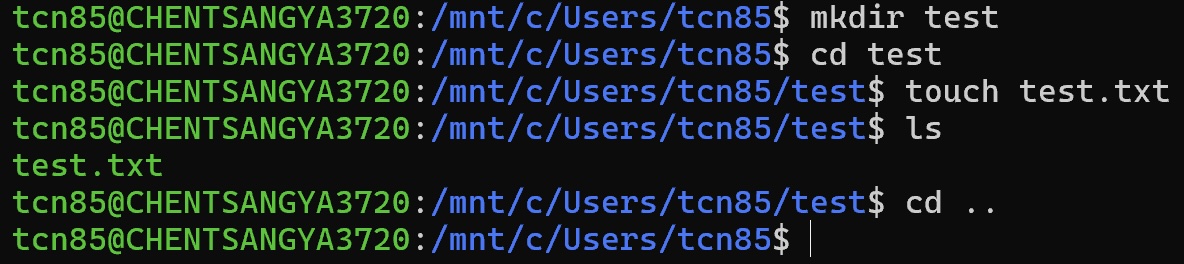 tcn85@CHENTSANGYA3720:/mnt/c/Users/tcn85$ mkdir test
tcn85@CHENTSANGYA3720:/mnt/c/Users/tcn85$ cd test
tcn85@CHENTSANGYA3720:/mnt/c/Users/tcn85/test$ touch test.txt
tcn85@CHENTSANGYA3720:/mnt/c/Users/tcn85/test$ ls
test.txt
tcn85@CHENTSANGYA3720:/mnt/c/Users/tcn85/test$ cd ..
tcn85@CHENTSANGYA3720:/mnt/c/Users/tcn85$